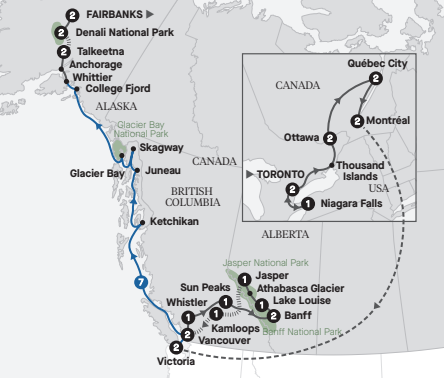 2 FAIRBANKS
2 Denali National Park
2 Talkeetna
Anchorage
Whittier
College Fjord
ALASKA
Glacier Bay
National Park
Skagway
Glacier Bay
Juneau
CANADA
BRITISH
COLUMBIA
Ketchikan
7
ALBERTA
Jasper National Park
1 Jasper
Athabasca Glacier
1 Lake Louise
2 Banff
Banff National Park
Sun Peaks
1
Whistler
1
1
Kamloops
2
Vancouver
2
Victoria
Québec City
2
CANADA
2 Montréal
Ottawa 2
Thousand
Islands
TORONTO
2
USA
1 Niagara Falls